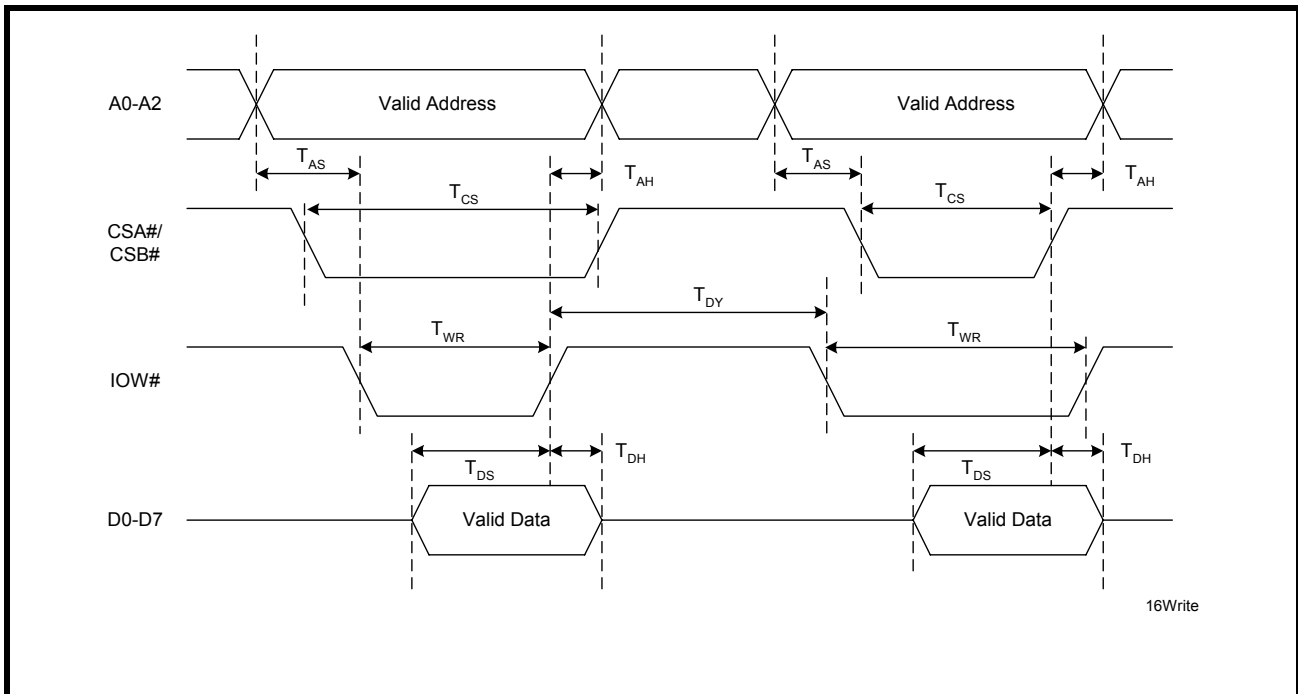 A0-A2
Valid Address
Valid Address
TAS
TAH
TAS
TAH
TCS
TCS
CSA#/
CSB#
TDY
TWR
TWR
IOW#
TDS
TDH
TDS
TDH
D0-D7
Valid Data
Valid Data
16Write